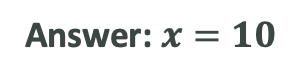 Answer: x = 10